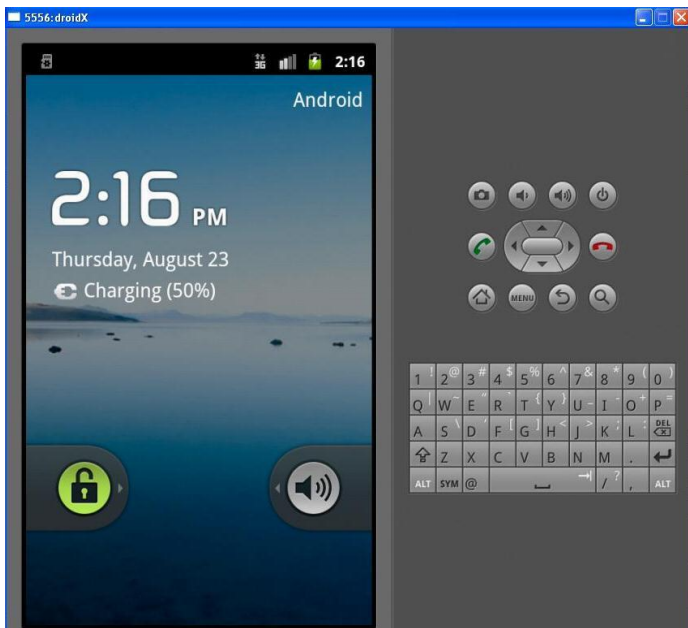 5556:droidX
3G 2:16
Android
2:16 PM
Thursday, August 23
Charging (50%)
MENU
1 ! 2 @ 3 # 4 $ 5 % 6 ^ 7 & 8 * 9 ( 0 )
Q | W ~ E " R ` T { Y } U _ I - O + P =
A S \ D ' F [ G ] H < J > K ; L : DEL
Z X C V B N M .
ALT SYM @ / ? , ALT